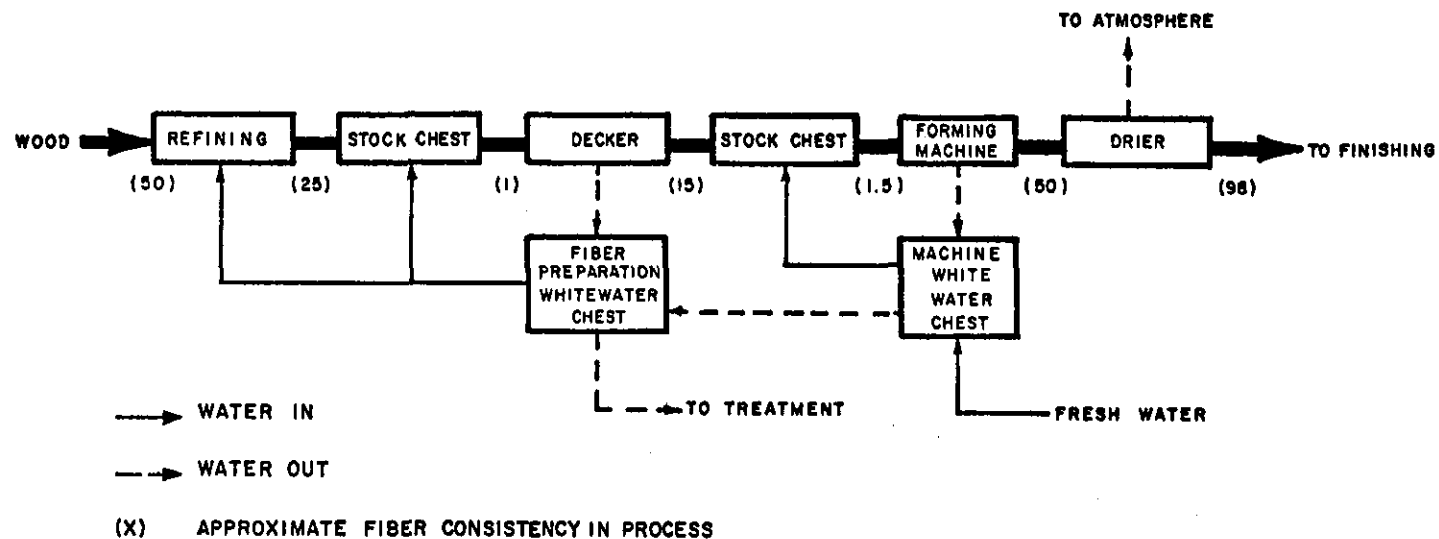 TO ATMOSPHERE
WOOD
REFINING
STOCK CHEST
DECKER
STOCK CHEST
FORMING
MACHINE
DRIER
TO FINISHING
(50)
(25)
(1)
(15)
(1.5)
(50)
(98)
FIBER
PREPARATION
WHITEWATER
CHEST
MACHINE
WHITE
WATER
CHEST
TO TREATMENT
FRESH WATER
WATER IN
WATER OUT
(X) APPROXIMATE FIBER CONSISTENCY IN PROCESS